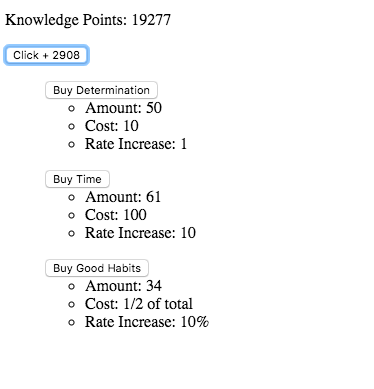 Knowledge Points: 19277
Click + 2908
Buy Determination
Amount: 50
Cost: 10
Rate Increase: 1
Buy Time
Amount: 61
Cost: 100
Rate Increase: 10
Buy Good Habits
Amount: 34
Cost: 1/2 of total
Rate Increase: 10%